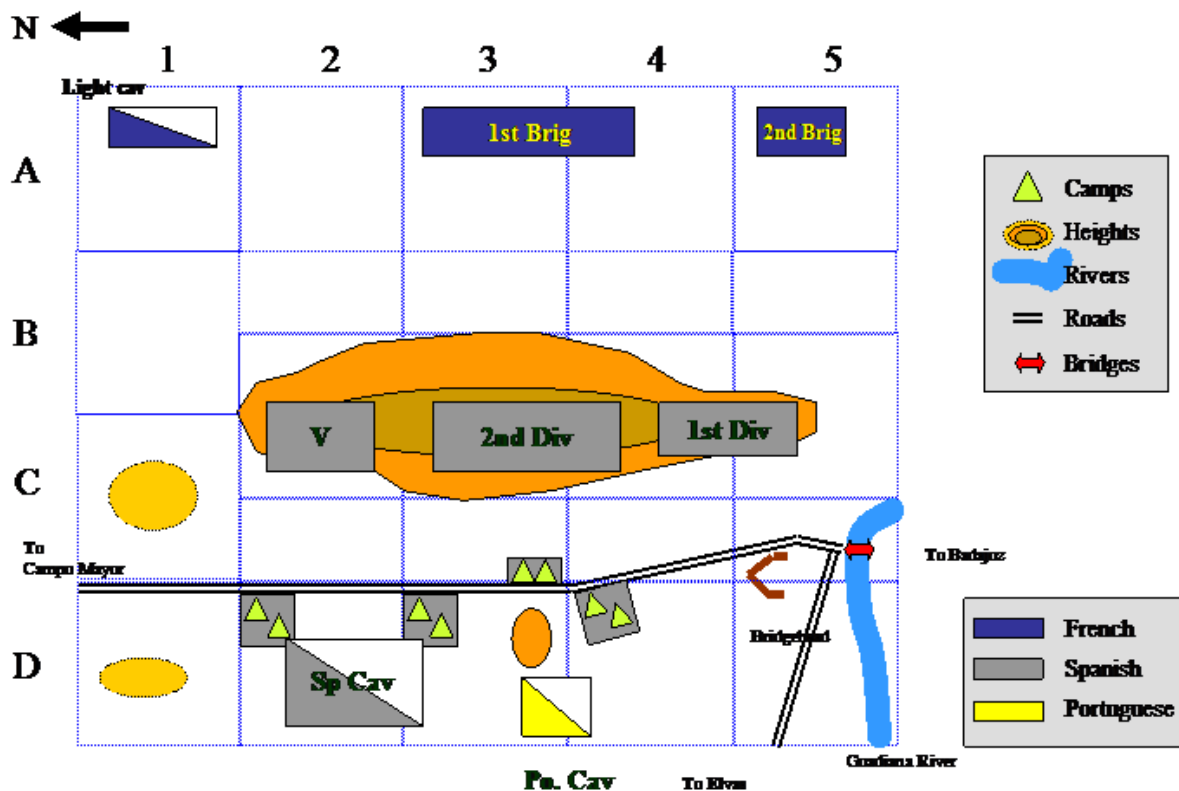 N
1
2
3
4
5
Light cav
1st Brig
2nd Brig
A
Camps
Heights
Rivers
Roads
Bridges
B
V
2nd Div
1st Div
C
To
Campo Mayor
To Badajoz
Bridgehead
D
Sp Cav
French
Spanish
Portuguese
Guadiana River
Po. Cav
To Elvas